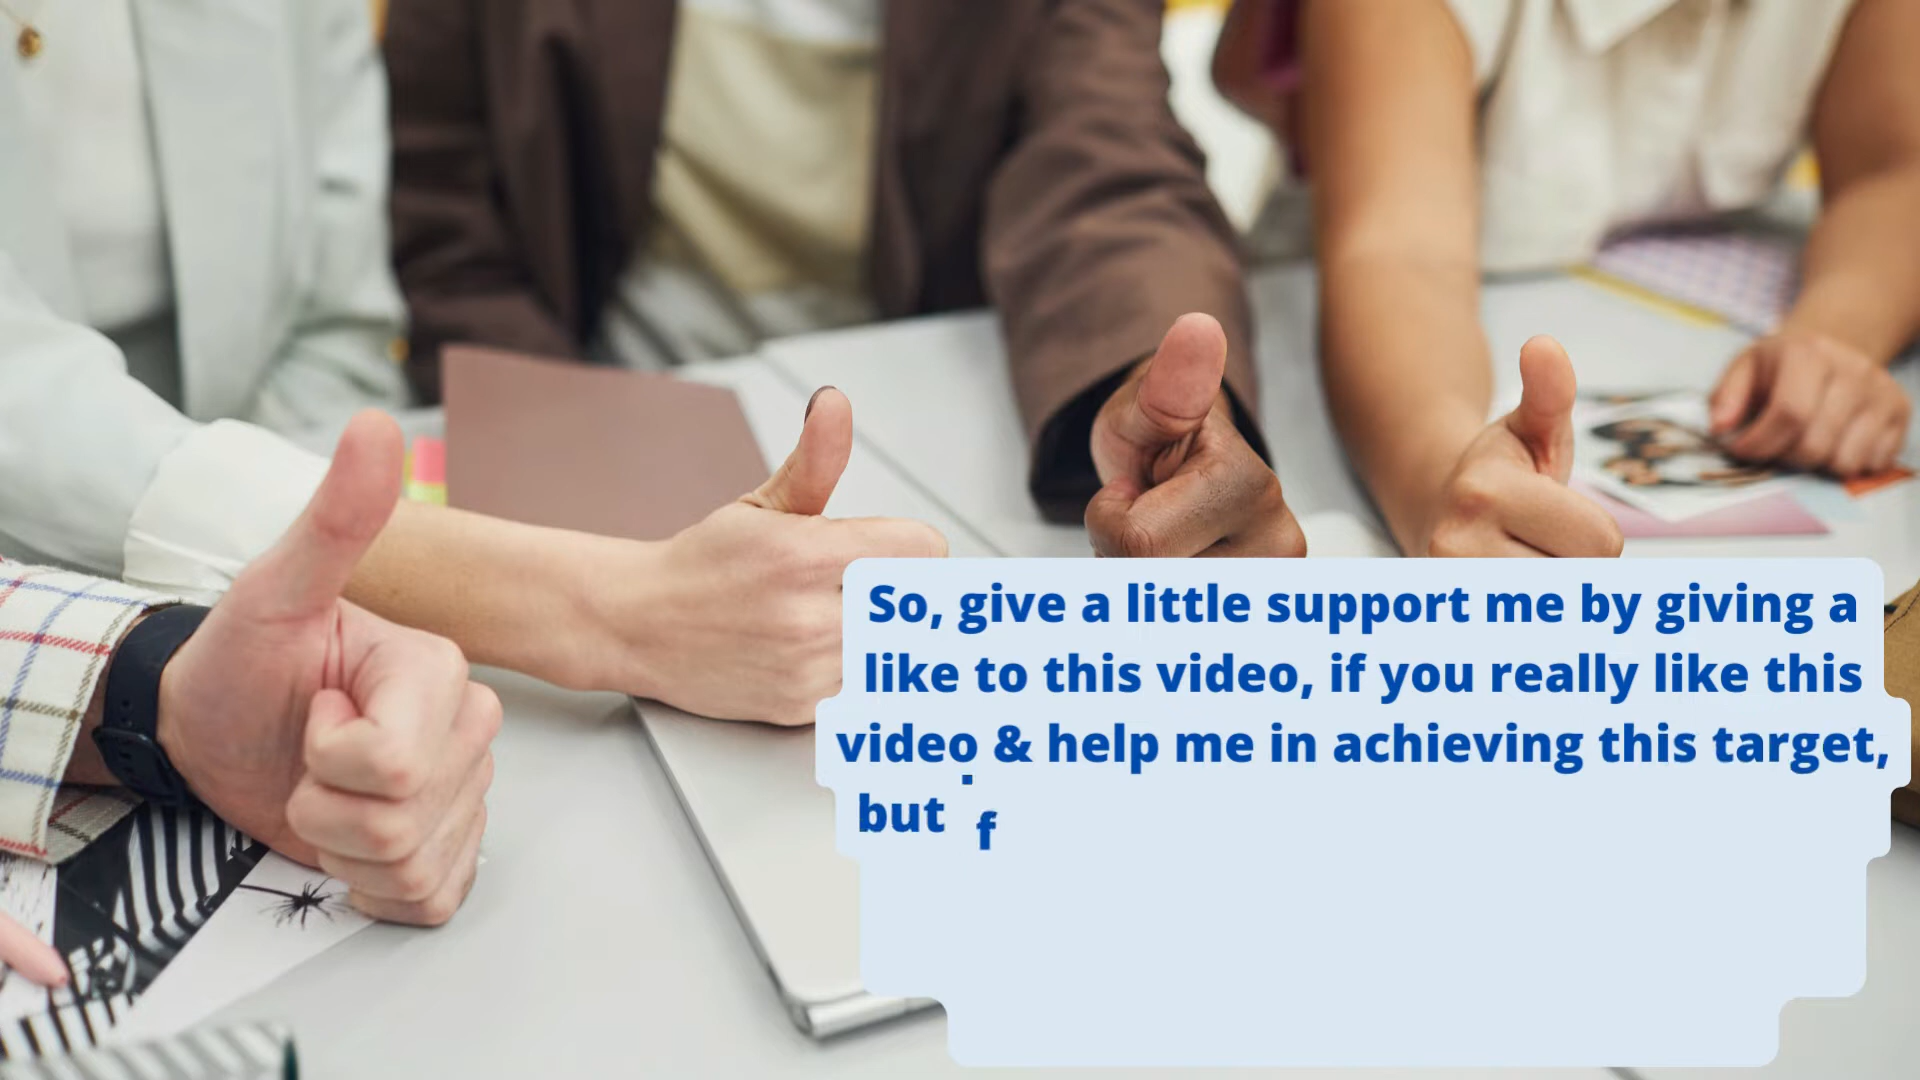 So, give a little support me by giving a
like to this video, if you really like this
video & help me in achieving this target,
but